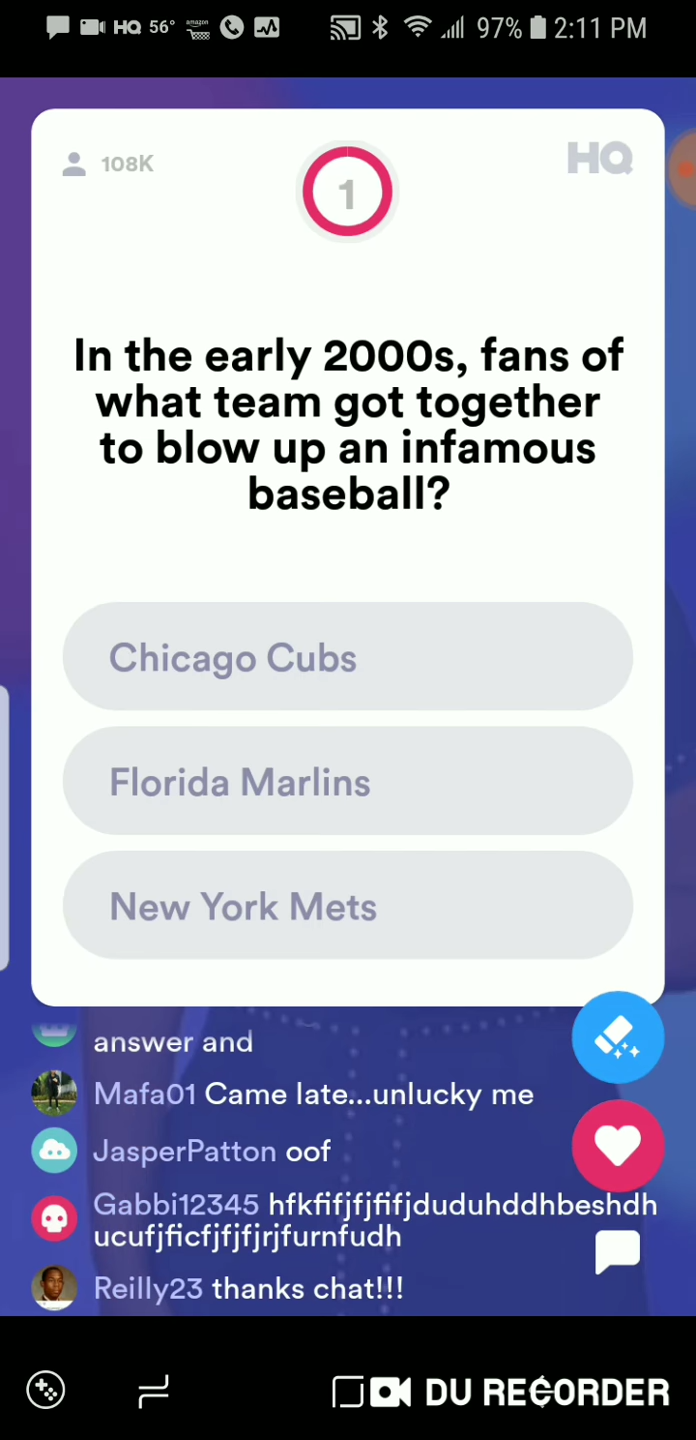 HQ 56° amazon 97% 2:11 PM
108K 1 HQ
In the early 2000s, fans of
what team got together
to blow up an infamous
baseball?
Chicago Cubs
Florida Marlins
New York Mets
answer and
Mafa01 Came late...unlucky me
JasperPatton oof
Gabbi12345 hfkfifjfjfifjduduhddhbeshdh
ucufjficfjfjfjrjfurnfudh
Reilly23 thanks chat!!!
DU RECORDER